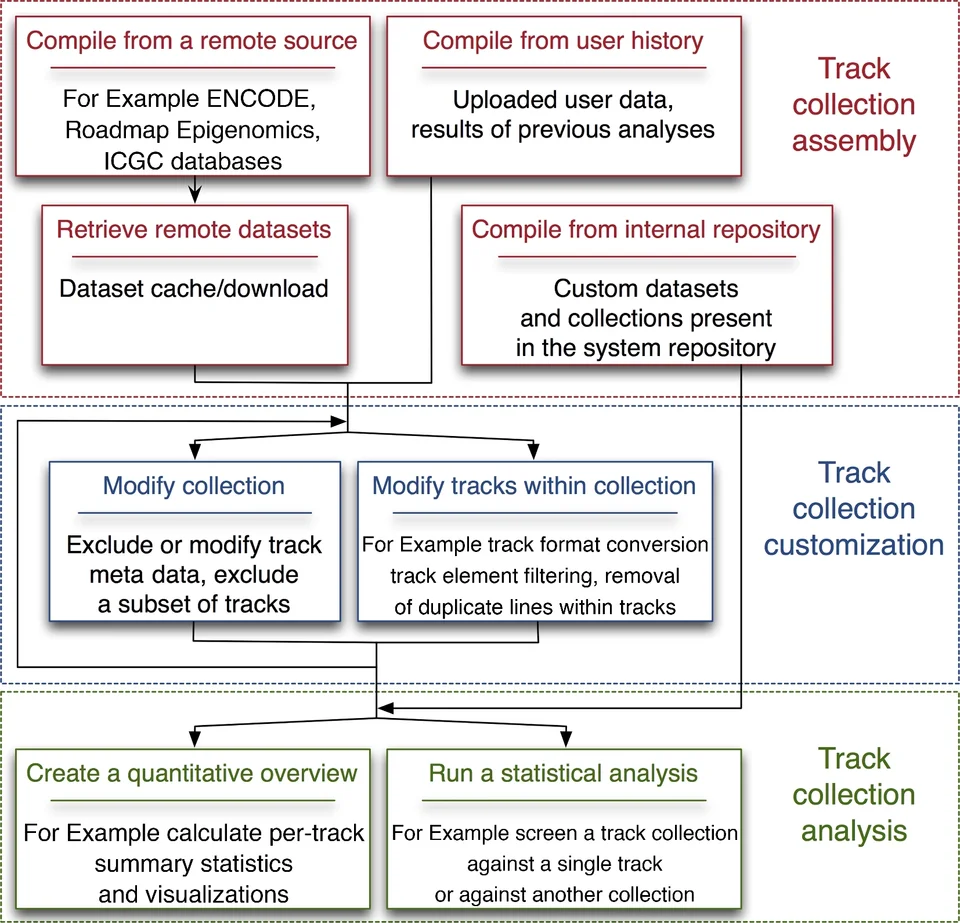 Compile from a remote source
For Example ENCODE,
Roadmap Epigenomics,
ICGC databases
Compile from user history
Uploaded user data,
results of previous analyses
Track
collection
assembly
Retrieve remote datasets
Dataset cache/download
Compile from internal repository
Custom datasets
and collections present
in the system repository
Modify collection
Exclude or modify track
meta data, exclude
a subset of tracks
Modify tracks within collection
For Example track format conversion
track element filtering, removal
of duplicate lines within tracks
Track
collection
customization
Create a quantitative overview
For Example calculate per-track
summary statistics
and visualizations
Run a statistical analysis
For Example screen a track collection
against a single track
or against another collection
Track
collection
analysis